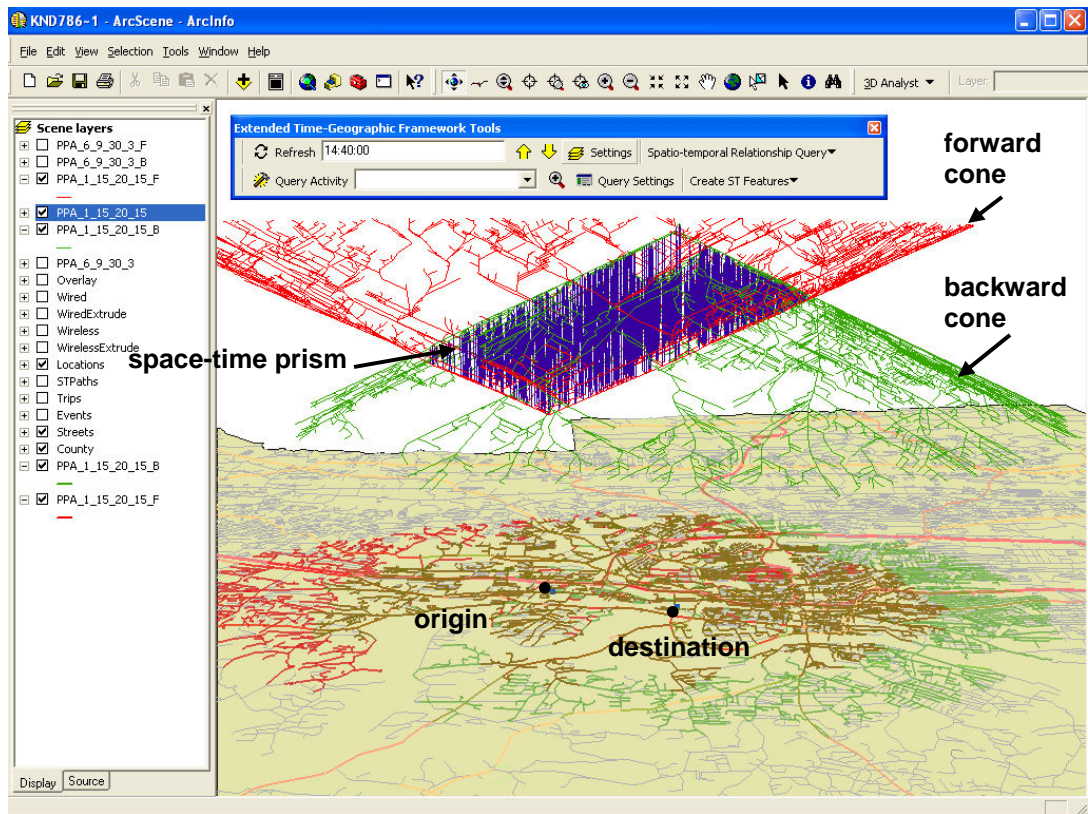 KND786~1 - ArcScene - ArcInfo
File Edit View Selection Tools Window Help
3D Analyst
Layer:
Scene layers
PPA_6_9_30_3_F
PPA_6_9_30_3_B
PPA_1_15_20_15_F
PPA_1_15_20_15
PPA_1_15_20_15_B
PPA_6_9_30_3
Overlay
Wired
WiredExtrude
Wireless
WirelessExtrude
Locations
STPaths
Trips
Events
Streets
County
PPA_1_15_20_15_B
PPA_1_15_20_15_F
Display Source
Extended Time-Geographic Framework Tools
Refresh 14:40:00 Settings Spatio-temporal Relationship Query
Query Activity Query Settings Create ST Features
forward
cone
backward
cone
space-time prism
origin
destination